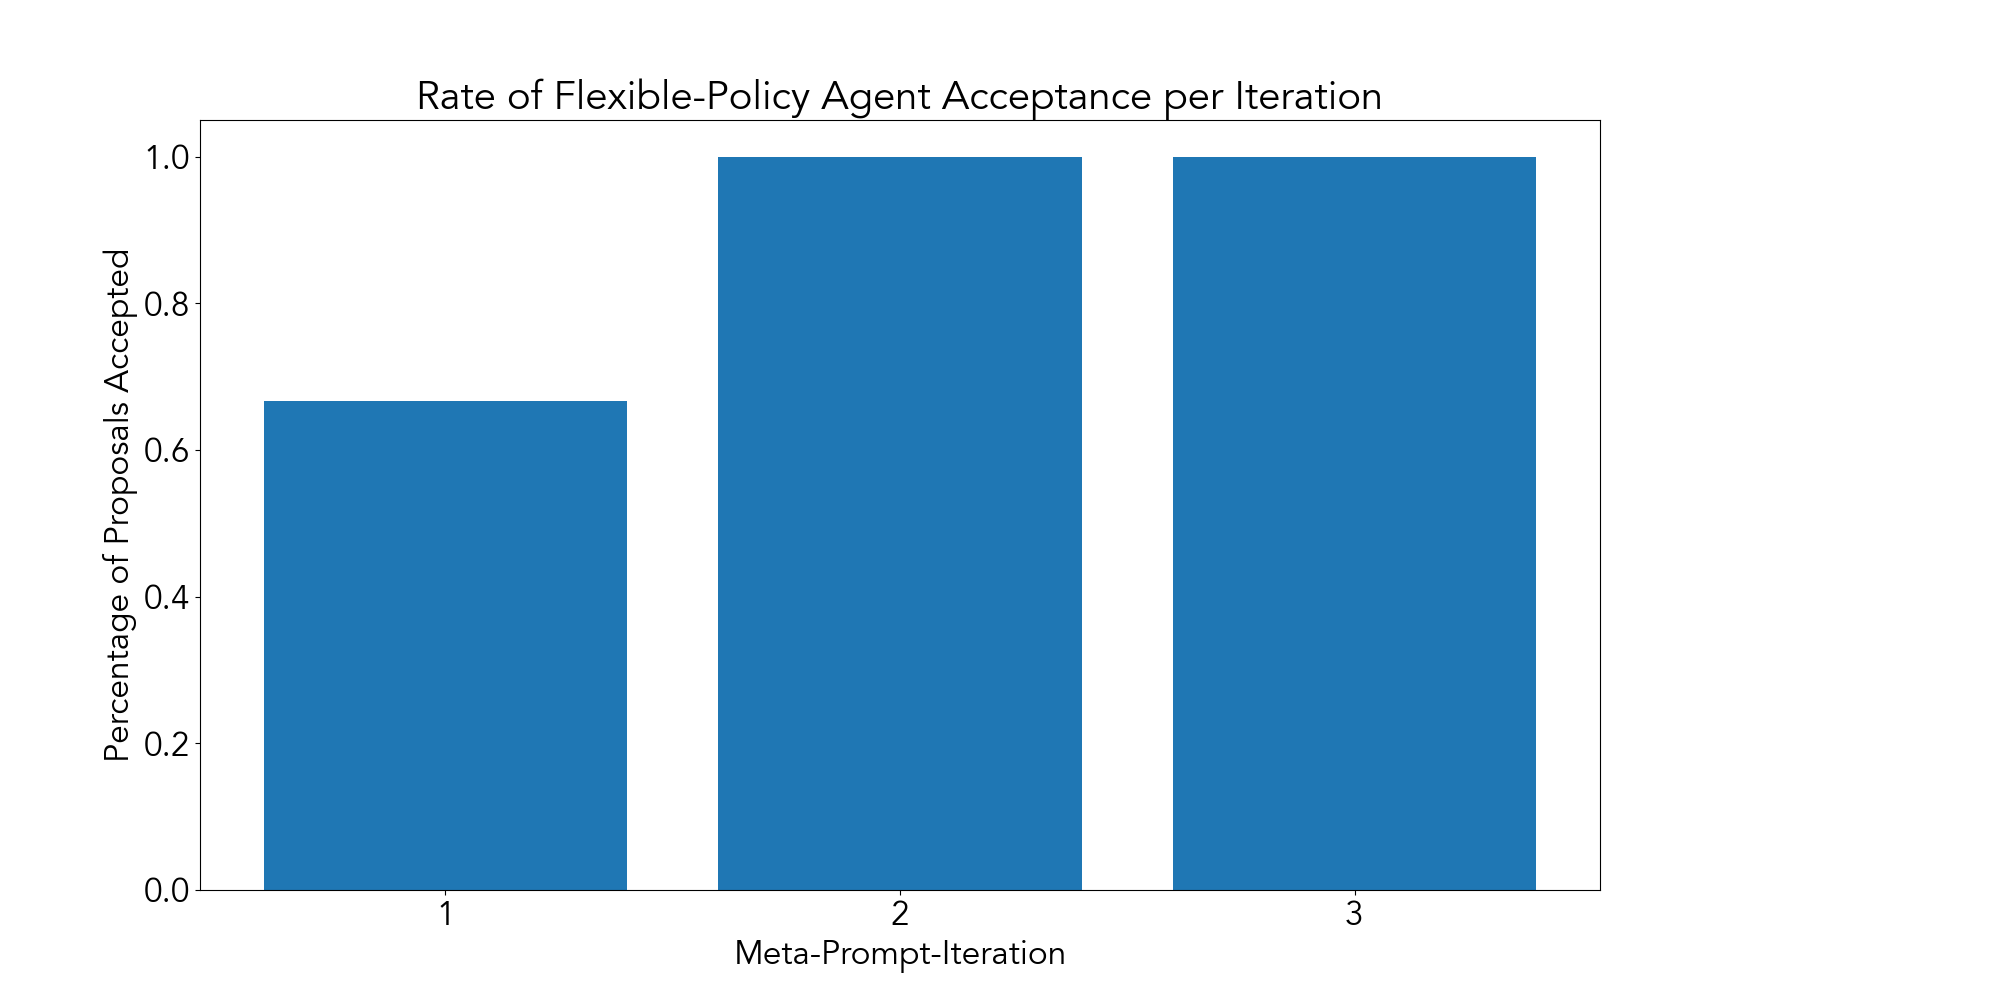 Rate of Flexible-Policy Agent Acceptance per Iteration
Percentage of Proposals Accepted
1.0
0.8
0.6
0.4
0.2
0.0
1 2 3
Meta-Prompt-Iteration